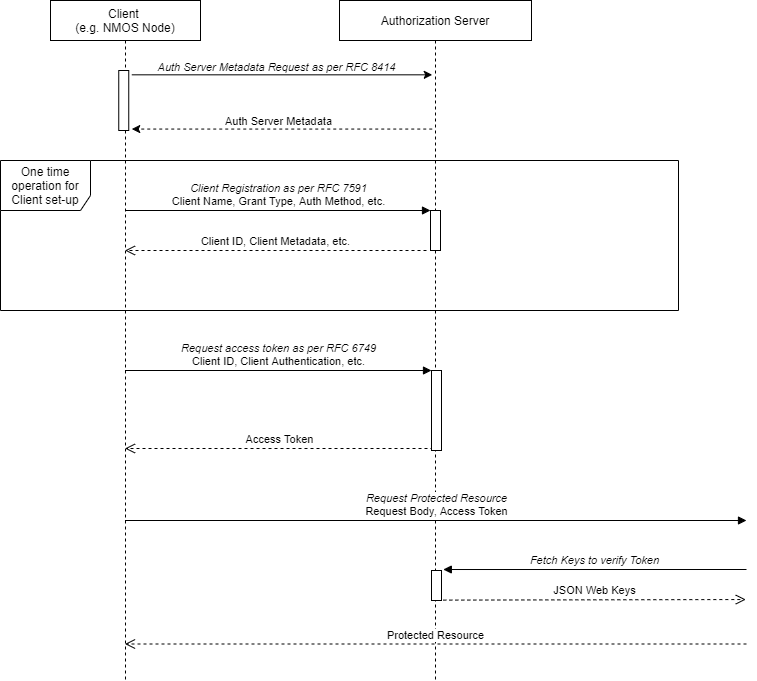 Client
(e.g. NMOS Node)
Authorization Server
Auth Server Metadata Request as per RFC 8414
Auth Server Metadata
One time
operation for
Client set-up
Client Registration as per RFC 7591
Client Name, Grant Type, Auth Method, etc.
Client ID, Client Metadata, etc.
Request access token as per RFC 6749
Client ID, Client Authentication, etc.
Access Token
Request Protected Resource
Request Body, Access Token
Fetch Keys to verify Token
JSON Web Keys
Protected Resource